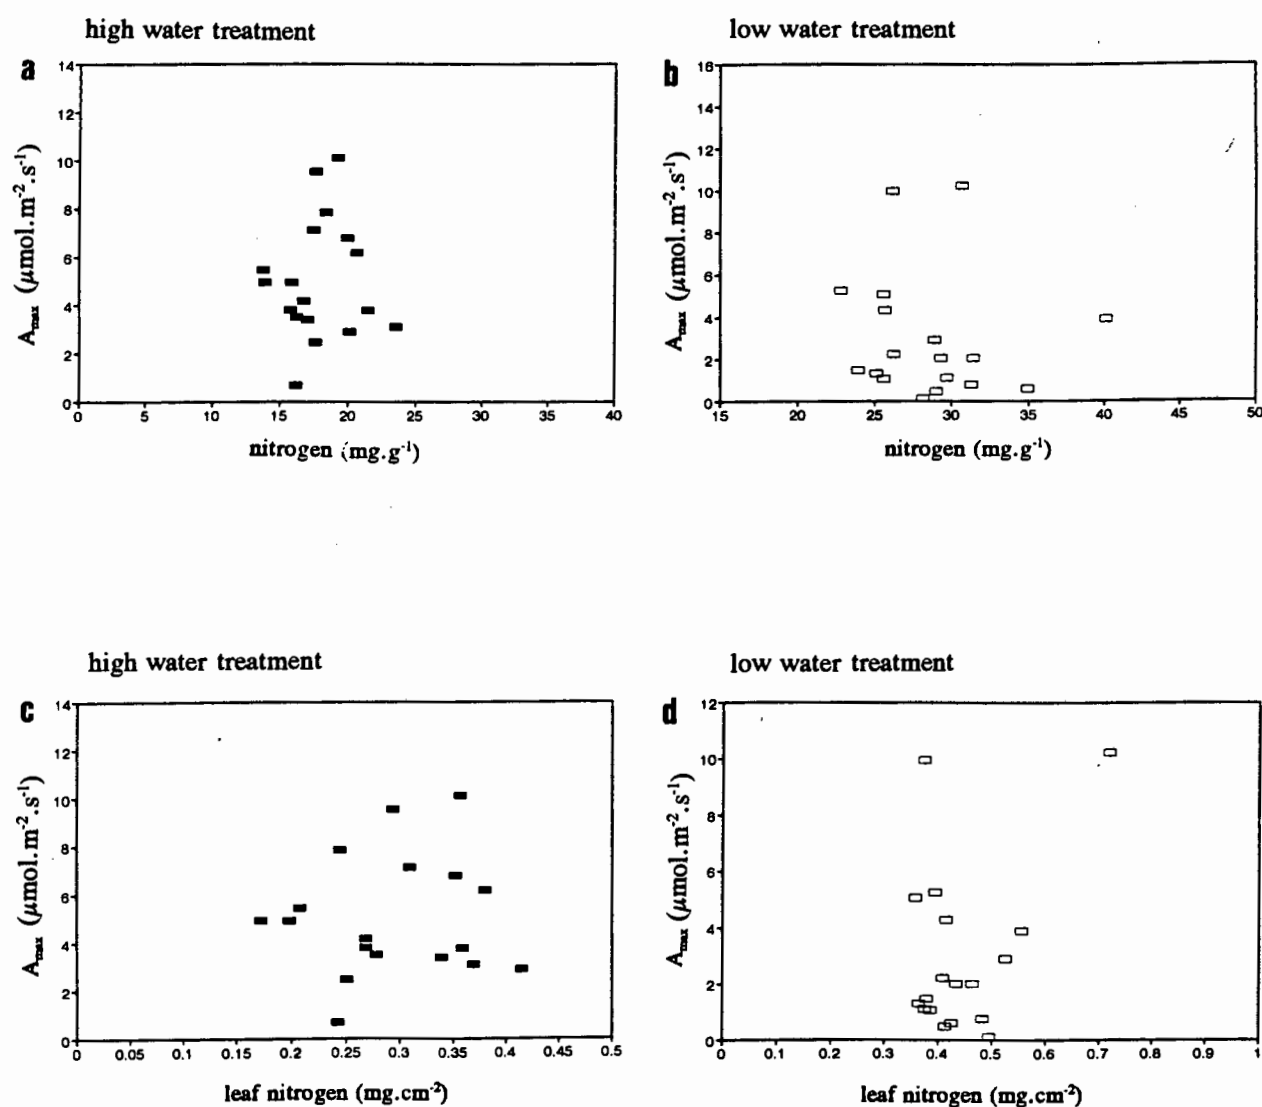 high water treatment
a
14
12
10
8
6
4
2
0
A_max (μmol.m⁻².s⁻¹)
0 5 10 15 20 25 30 35 40
nitrogen (mg.g⁻¹)
low water treatment
b
16
14
12
10
8
6
4
2
0
A_max (μmol.m⁻².s⁻¹)
15 20 25 30 35 40 45 50
nitrogen (mg.g⁻¹)
high water treatment
c
14
12
10
8
6
4
2
0
A_max (μmol.m⁻².s⁻¹)
0 0.05 0.1 0.15 0.2 0.25 0.3 0.35 0.4 0.45 0.5
leaf nitrogen (mg.cm⁻²)
low water treatment
d
12
10
8
6
4
2
0
A_max (μmol.m⁻².s⁻¹)
0 0.1 0.2 0.3 0.4 0.5 0.6 0.7 0.8 0.9 1
leaf nitrogen (mg.cm⁻²)